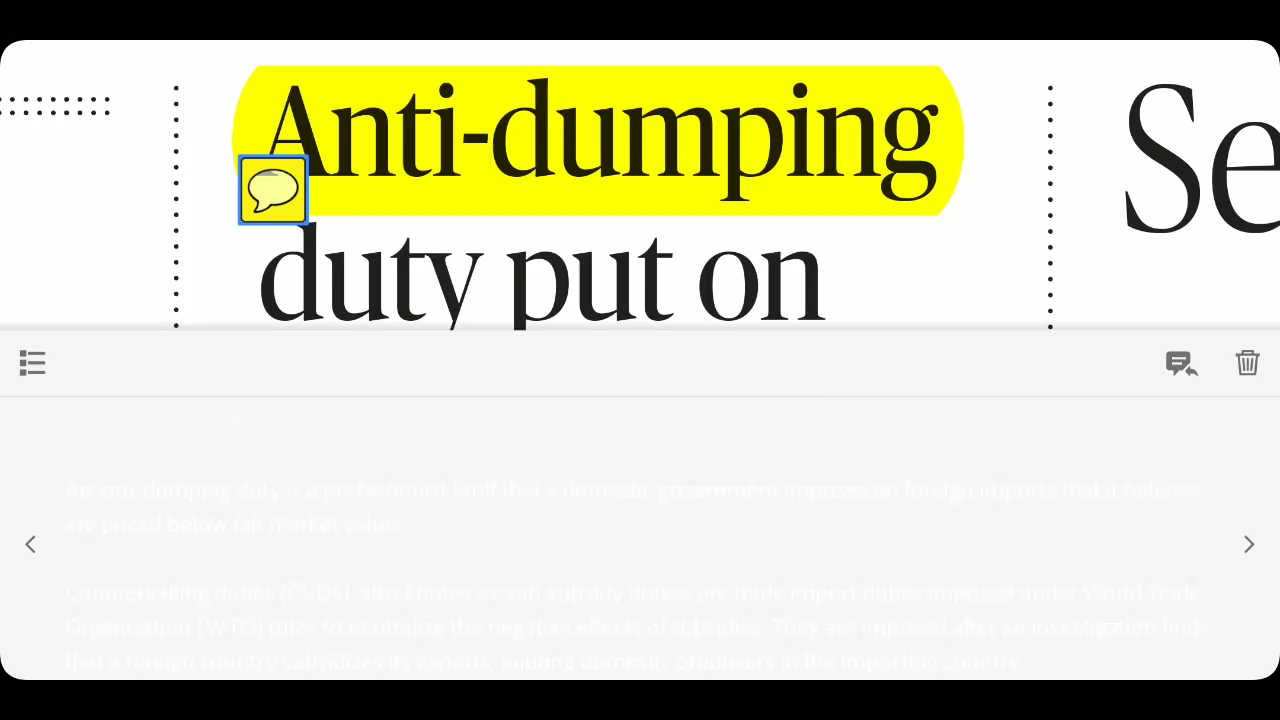 Anti-dumping
duty put on
Se
An anti dumping duty is a protectionist tariff that a domestic government imposes on foreign imports that it believes
are priced below fair market value
Countervailing duties (CVDs), also known as anti-subsidy duties, are trade import duties imposed under World Trade
Organisation (WTO) rules to neutralise the negative effects of subsidies. They are imposed after an investigation finds
that a foreign country subsidizes its exports, injuring domestic producers in the importing country